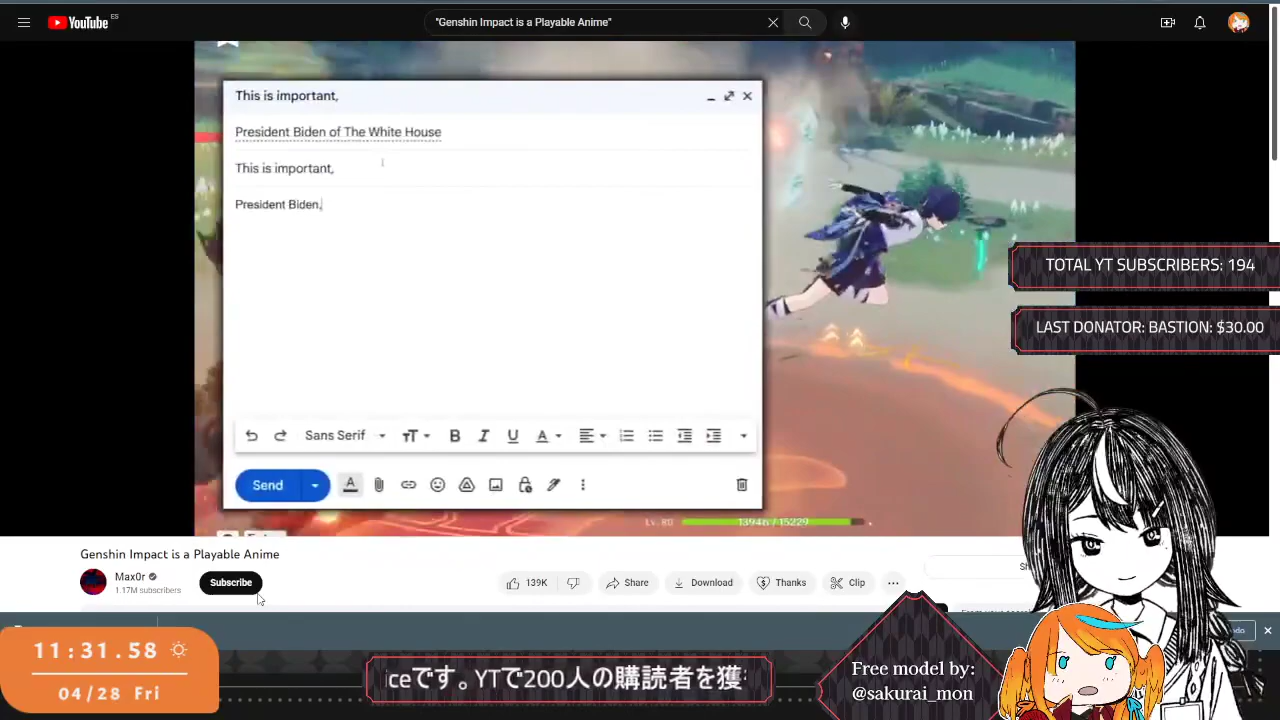 YouTube ES
"Genshin Impact is a Playable Anime"
This is important,
President Biden of The White House
This is important,
President Biden,
Sans Serif
Send
TOTAL YT SUBSCRIBERS: 194
LAST DONATOR: BASTION: $30.00
Lv. 80
Genshin Impact is a Playable Anime
Max0r
1.17M subscribers
Subscribe
139K
Share
Download
Thanks
Clip
11:31.58
04/28 Fri
ceです。YTで200人の購読者を獲
Free model by:
@sakurai_mon